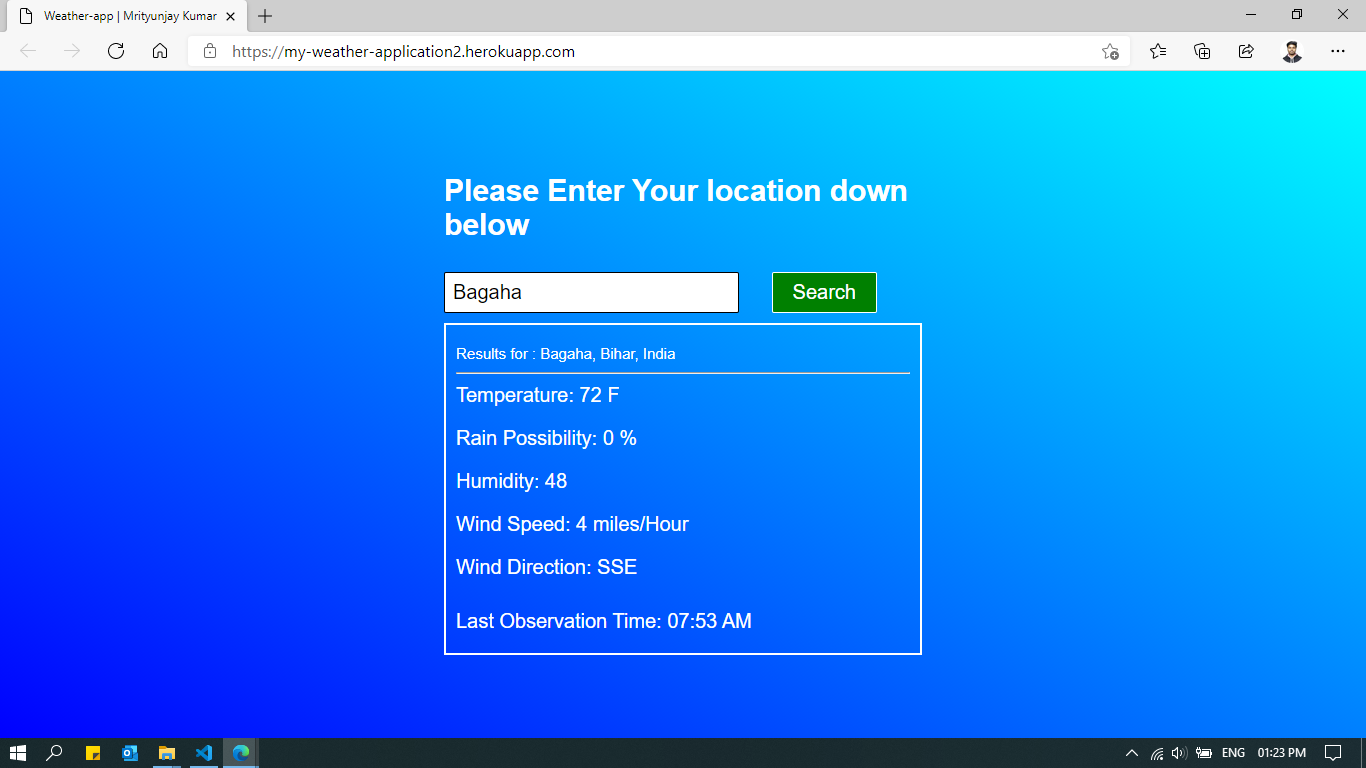 Weather-app | Mrityunjay Kumar
https://my-weather-application2.herokuapp.com
Please Enter Your location down
below
Bagaha
Search
Results for : Bagaha, Bihar, India
Temperature: 72 F
Rain Possibility: 0 %
Humidity: 48
Wind Speed: 4 miles/Hour
Wind Direction: SSE
Last Observation Time: 07:53 AM
ENG 01:23 PM